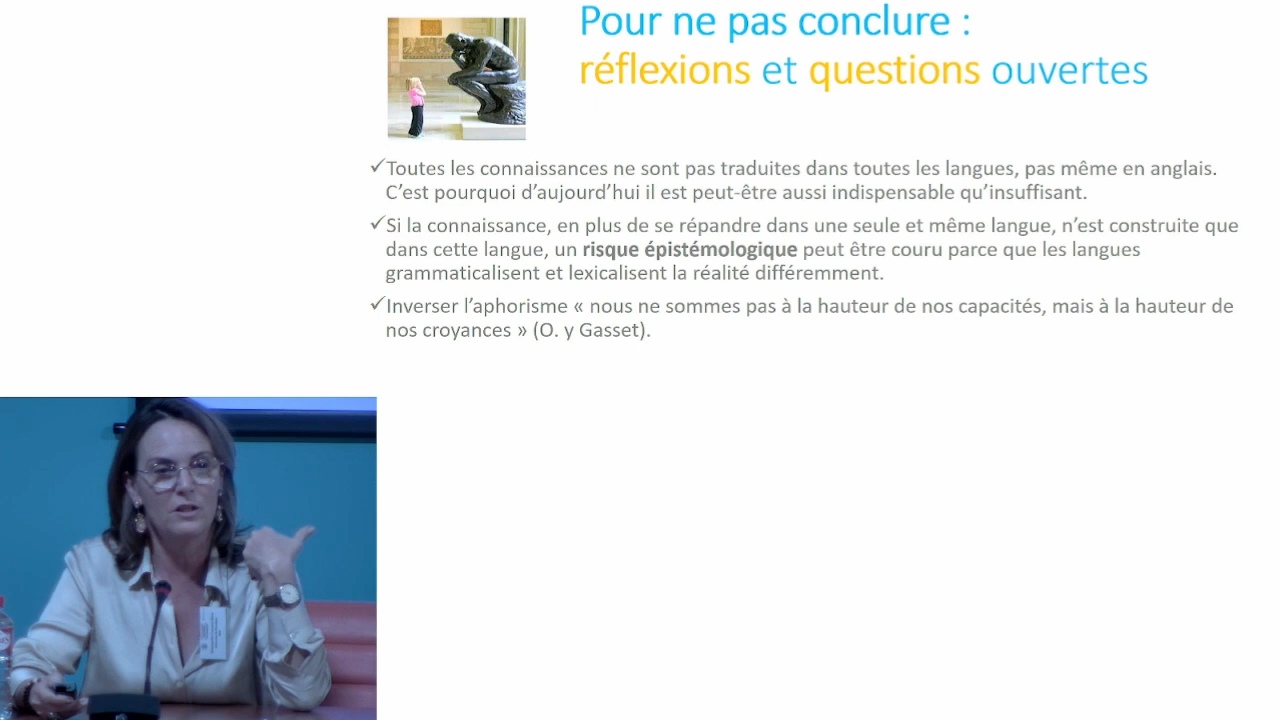 Pour ne pas conclure :
réflexions et questions ouvertes
✓Toutes les connaissances ne sont pas traduites dans toutes les langues, pas même en anglais.
C’est pourquoi d’aujourd’hui il est peut-être aussi indispensable qu’insuffisant.
✓Si la connaissance, en plus de se répandre dans une seule et même langue, n’est construite que
dans cette langue, un risque épistémologique peut être couru parce que les langues
grammaticalisent et lexicalisent la réalité différemment.
✓Inverser l’aphorisme « nous ne sommes pas à la hauteur de nos capacités, mais à la hauteur de
nos croyances » (O. y Gasset).